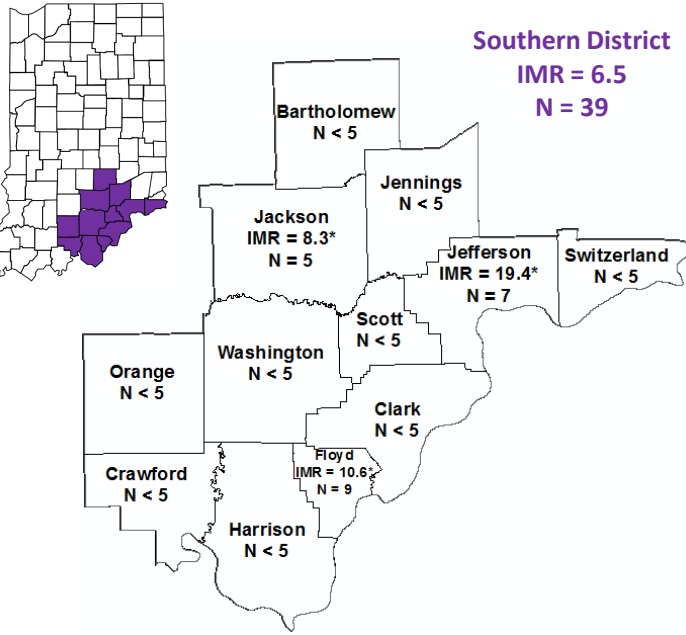 Southern District
IMR = 6.5
N = 39
Bartholomew
N < 5
Jennings
N < 5
Jackson
IMR = 8.3*
N = 5
Jefferson
IMR = 19.4*
N = 7
Switzerland
N < 5
Scott
N < 5
Washington
N < 5
Orange
N < 5
Clark
N < 5
Floyd
IMR = 10.6*
N = 9
Crawford
N < 5
Harrison
N < 5